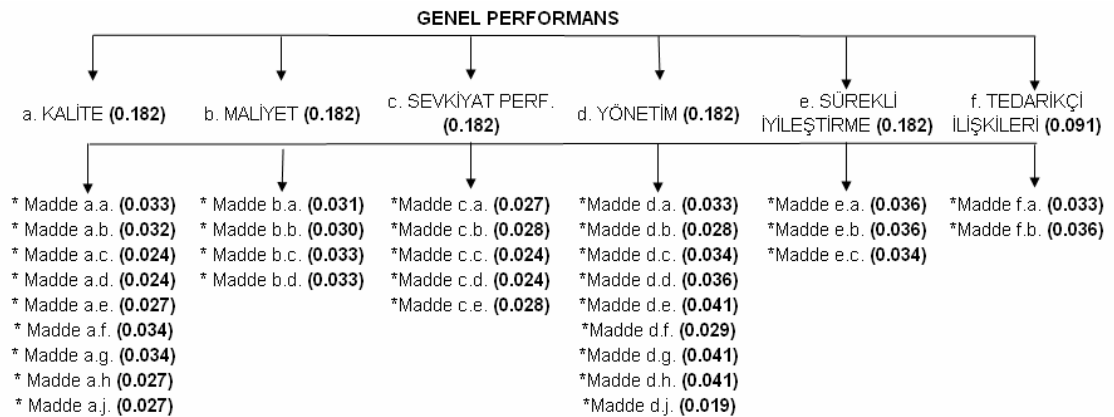 GENEL PERFORMANS
a. KALİTE (0.182)
b. MALİYET (0.182)
c. SEVKİYAT PERF.
(0.182)
d. YÖNETİM (0.182)
e. SÜREKLİ
İYİLEŞTİRME (0.182)
f. TEDARİKÇİ
İLİŞKİLERİ (0.091)
* Madde a.a. (0.033)
* Madde a.b. (0.032)
* Madde a.c. (0.024)
* Madde a.d. (0.024)
* Madde a.e. (0.027)
* Madde a.f. (0.034)
* Madde a.g. (0.034)
* Madde a.h (0.027)
* Madde a.j. (0.027)
* Madde b.a. (0.031)
* Madde b.b. (0.030)
* Madde b.c. (0.033)
* Madde b.d. (0.033)
*Madde c.a. (0.027)
*Madde c.b. (0.028)
*Madde c.c. (0.024)
*Madde c.d. (0.024)
*Madde c.e. (0.028)
*Madde d.a. (0.033)
*Madde d.b. (0.028)
*Madde d.c. (0.034)
*Madde d.d. (0.036)
*Madde d.e. (0.041)
*Madde d.f. (0.029)
*Madde d.g. (0.041)
*Madde d.h. (0.041)
*Madde d.j. (0.019)
*Madde e.a. (0.036)
*Madde e.b. (0.036)
*Madde e.c. (0.034)
*Madde f.a. (0.033)
*Madde f.b. (0.036)